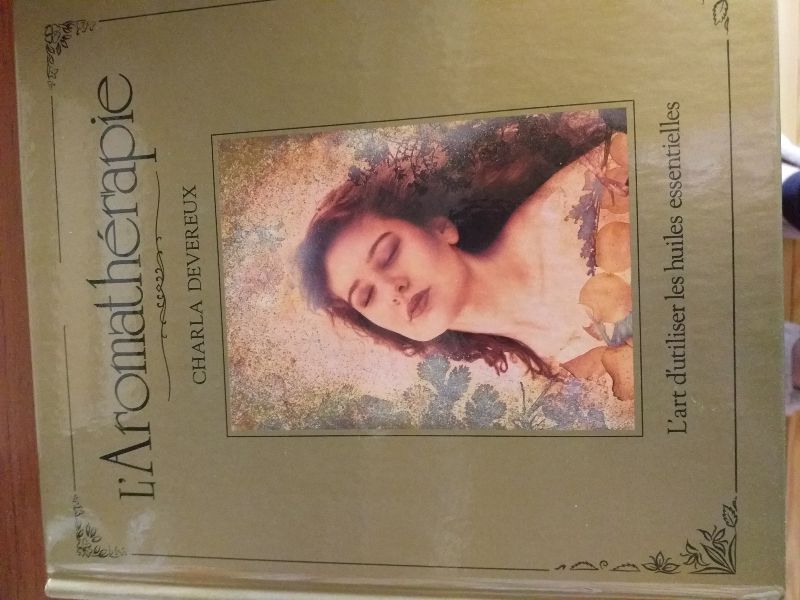 L'Aromathérapie
CHARLA DEVEREUX
L'art d'utiliser les huiles essentielles